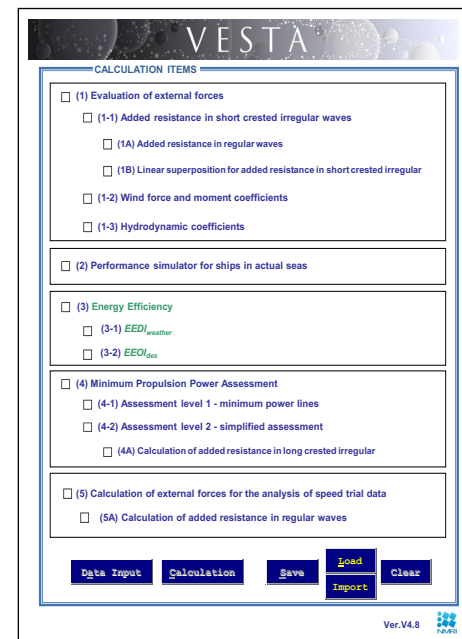 VESTA
CALCULATION ITEMS
(1) Evaluation of external forces
(1-1) Added resistance in short crested irregular waves
(1A) Added resistance in regular waves
(1B) Linear superposition for added resistance in short crested irregular
(1-2) Wind force and moment coefficients
(1-3) Hydrodynamic coefficients
(2) Performance simulator for ships in actual seas
(3) Energy Efficiency
(3-1) EEDIweather
(3-2) EEOIdes
(4) Minimum Propulsion Power Assessment
(4-1) Assessment level 1 - minimum power lines
(4-2) Assessment level 2 - simplified assessment
(4A) Calculation of added resistance in long crested irregular
(5) Calculation of external forces for the analysis of speed trial data
(5A) Calculation of added resistance in regular waves
Data Input Calculation Save Load Clear
Import
Ver.V4.8
NMRI